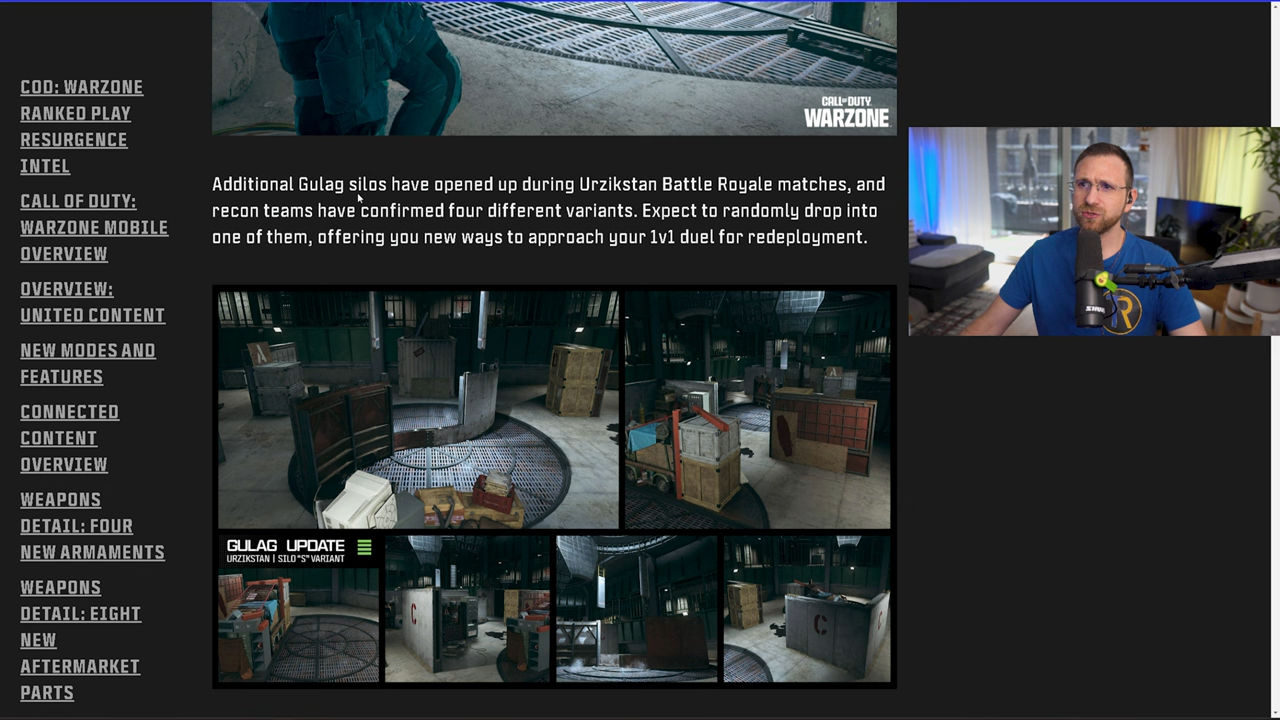 COD: WARZONE
RANKED PLAY
RESURGENCE
INTEL
CALL OF DUTY:
WARZONE MOBILE
OVERVIEW
OVERVIEW:
UNITED CONTENT
NEW MODES AND
FEATURES
CONNECTED
CONTENT
OVERVIEW
WEAPONS
DETAIL: FOUR
NEW ARMAMENTS
WEAPONS
DETAIL: EIGHT
NEW
AFTERMARKET
PARTS
CALL OF DUTY
WARZONE
Additional Gulag silos have opened up during Urzikstan Battle Royale matches, and
recon teams have confirmed four different variants. Expect to randomly drop into
one of them, offering you new ways to approach your 1v1 duel for redeployment.
A
A
GULAG UPDATE
URZIKSTAN | SILO "S" VARIANT
C
C
SHURE
R